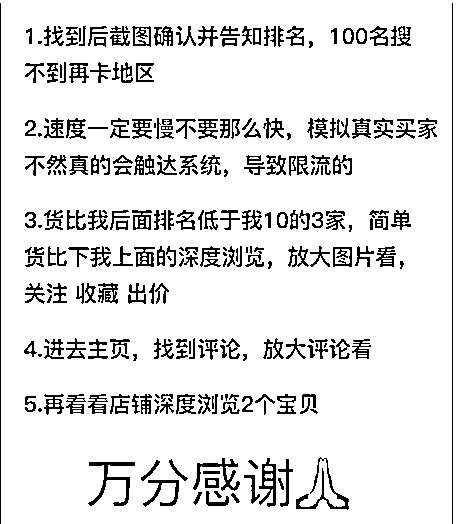 1.找到后截图确认并告知排名，100名搜
不到再卡地区
2.速度一定要慢不要那么快，模拟真实买家
不然真的会触达系统，导致限流的
3.货比我后面排名低于我10的3家，简单
货比下我上面的深度浏览，放大图片看，
关注 收藏 出价
4.进去主页，找到评论，放大评论看
5.再看看店铺深度浏览2个宝贝
万分感谢🙏